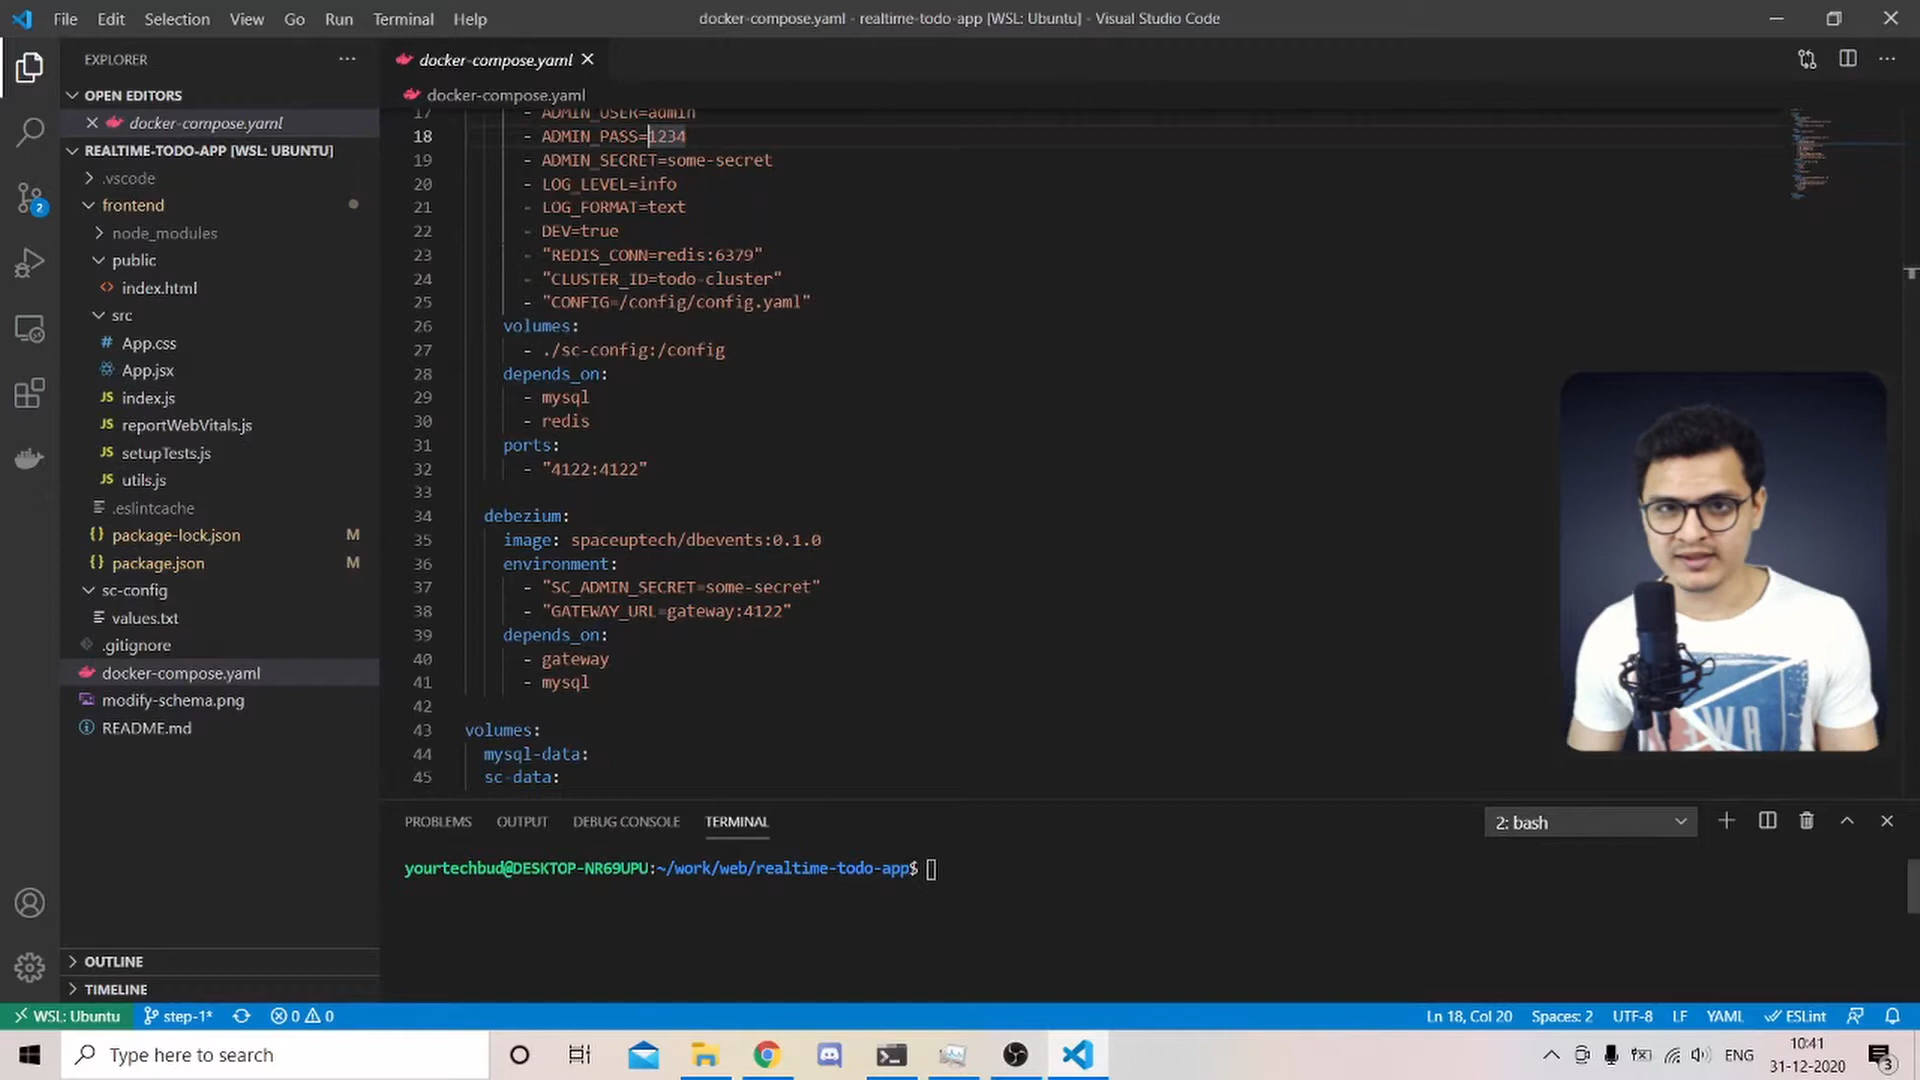 File Edit Selection View Go Run Terminal Help docker-compose.yaml - realtime-todo-app [WSL: Ubuntu] - Visual Studio Code
EXPLORER
OPEN EDITORS
docker-compose.yaml
REALTIME-TODO-APP [WSL: UBUNTU]
.vscode
frontend
node_modules
public
index.html
src
App.css
App.jsx
index.js
reportWebVitals.js
setupTests.js
utils.js
.eslintcache
package-lock.json M
package.json M
sc-config
values.txt
.gitignore
docker-compose.yaml
modify-schema.png
README.md
OUTLINE
TIMELINE
2
docker-compose.yaml
docker-compose.yaml
17 - ADMIN_USER=admin
18 - ADMIN_PASS=1234
19 - ADMIN_SECRET=some-secret
20 - LOG_LEVEL=info
21 - LOG_FORMAT=text
22 - DEV=true
23 - "REDIS_CONN=redis:6379"
24 - "CLUSTER_ID=todo-cluster"
25 - "CONFIG=/config/config.yaml"
26 volumes:
27 - ./sc-config:/config
28 depends_on:
29 - mysql
30 - redis
31 ports:
32 - "4122:4122"
33
34 debezium:
35 image: spaceuptech/dbevents:0.1.0
36 environment:
37 - "SC_ADMIN_SECRET=some-secret"
38 - "GATEWAY_URL=gateway:4122"
39 depends_on:
40 - gateway
41 - mysql
42
43 volumes:
44 mysql-data:
45 sc-data:
PROBLEMS OUTPUT DEBUG CONSOLE TERMINAL 2: bash
yourtechbud@DESKTOP-NR69UPU:~/work/web/realtime-todo-app$
WSL: Ubuntu step-1* 0 0 Ln 18, Col 20 Spaces: 2 UTF-8 LF YAML ESLint
Type here to search ENG 10:41
31-12-2020 3